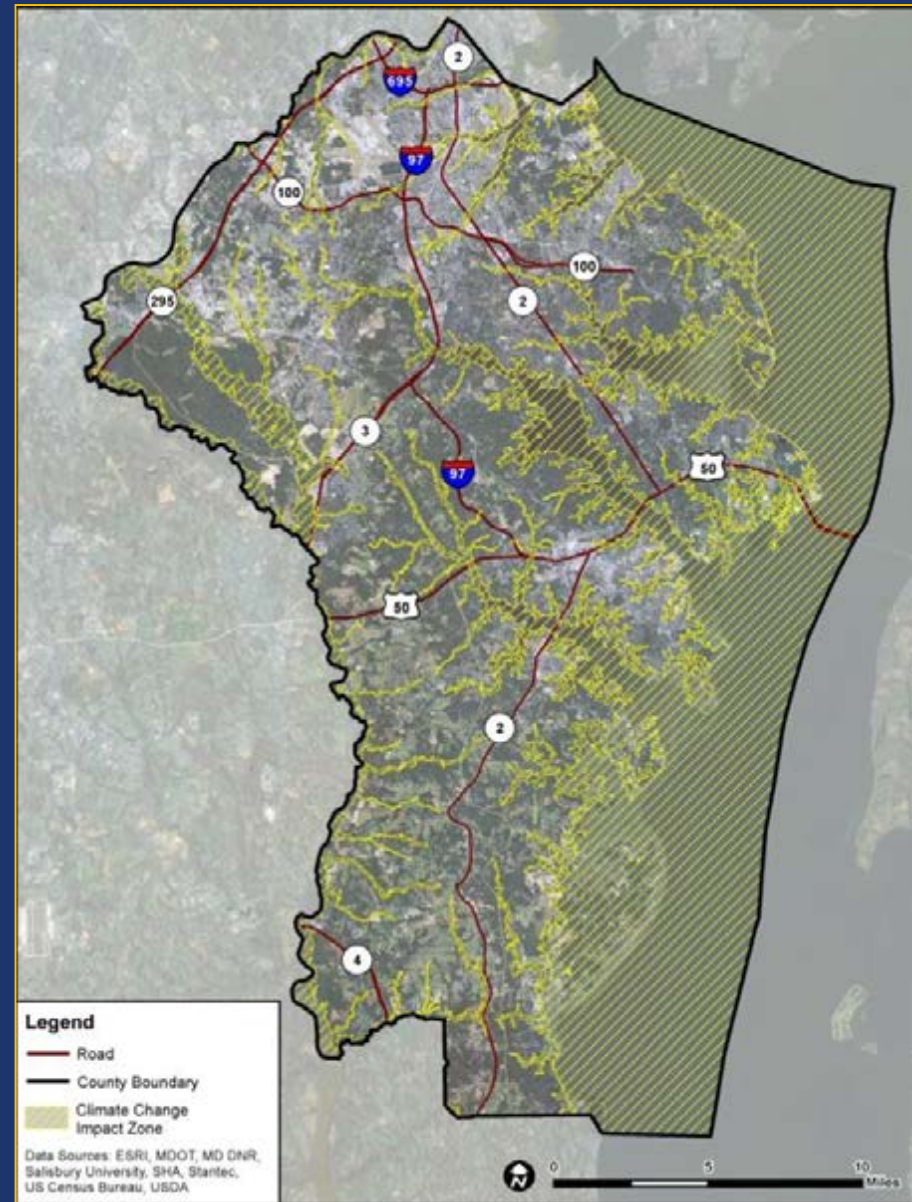 2
695
97
100
100
295
2
3
50
97
50
2
4
Legend
Road
County Boundary
Climate Change
Impact Zone
Data Sources: ESRI, MDOT, MD DNR,
Salisbury University, SHA, Stantec,
US Census Bureau, USDA
N
0 5 10
Miles